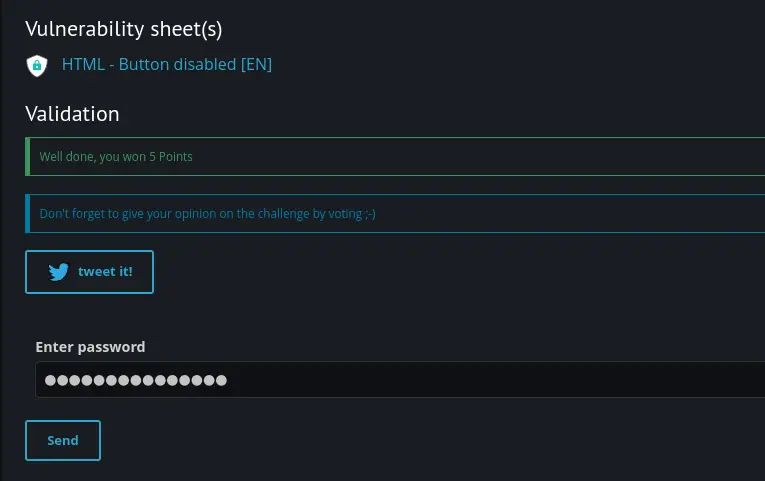 Vulnerability sheet(s)
HTML - Button disabled [EN]
Validation
Well done, you won 5 Points
Don't forget to give your opinion on the challenge by voting ;-)
tweet it!
Enter password
●●●●●●●●●●●●●●●
Send